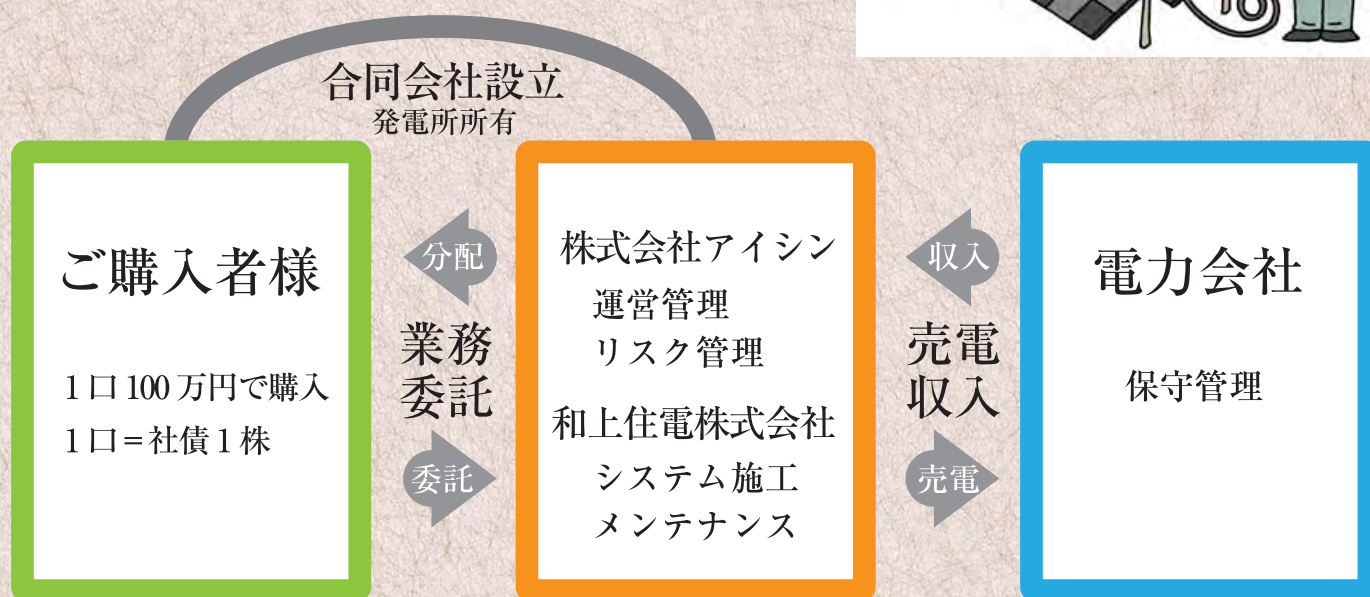 合同会社設立
発電所所有
ご購入者様
1口100万円で購入
1口=社債1株
分配
業務
委託
委託
株式会社アイシン
運営管理
リスク管理
和上住電株式会社
システム施工
メンテナンス
収入
売電
収入
売電
電力会社
保守管理